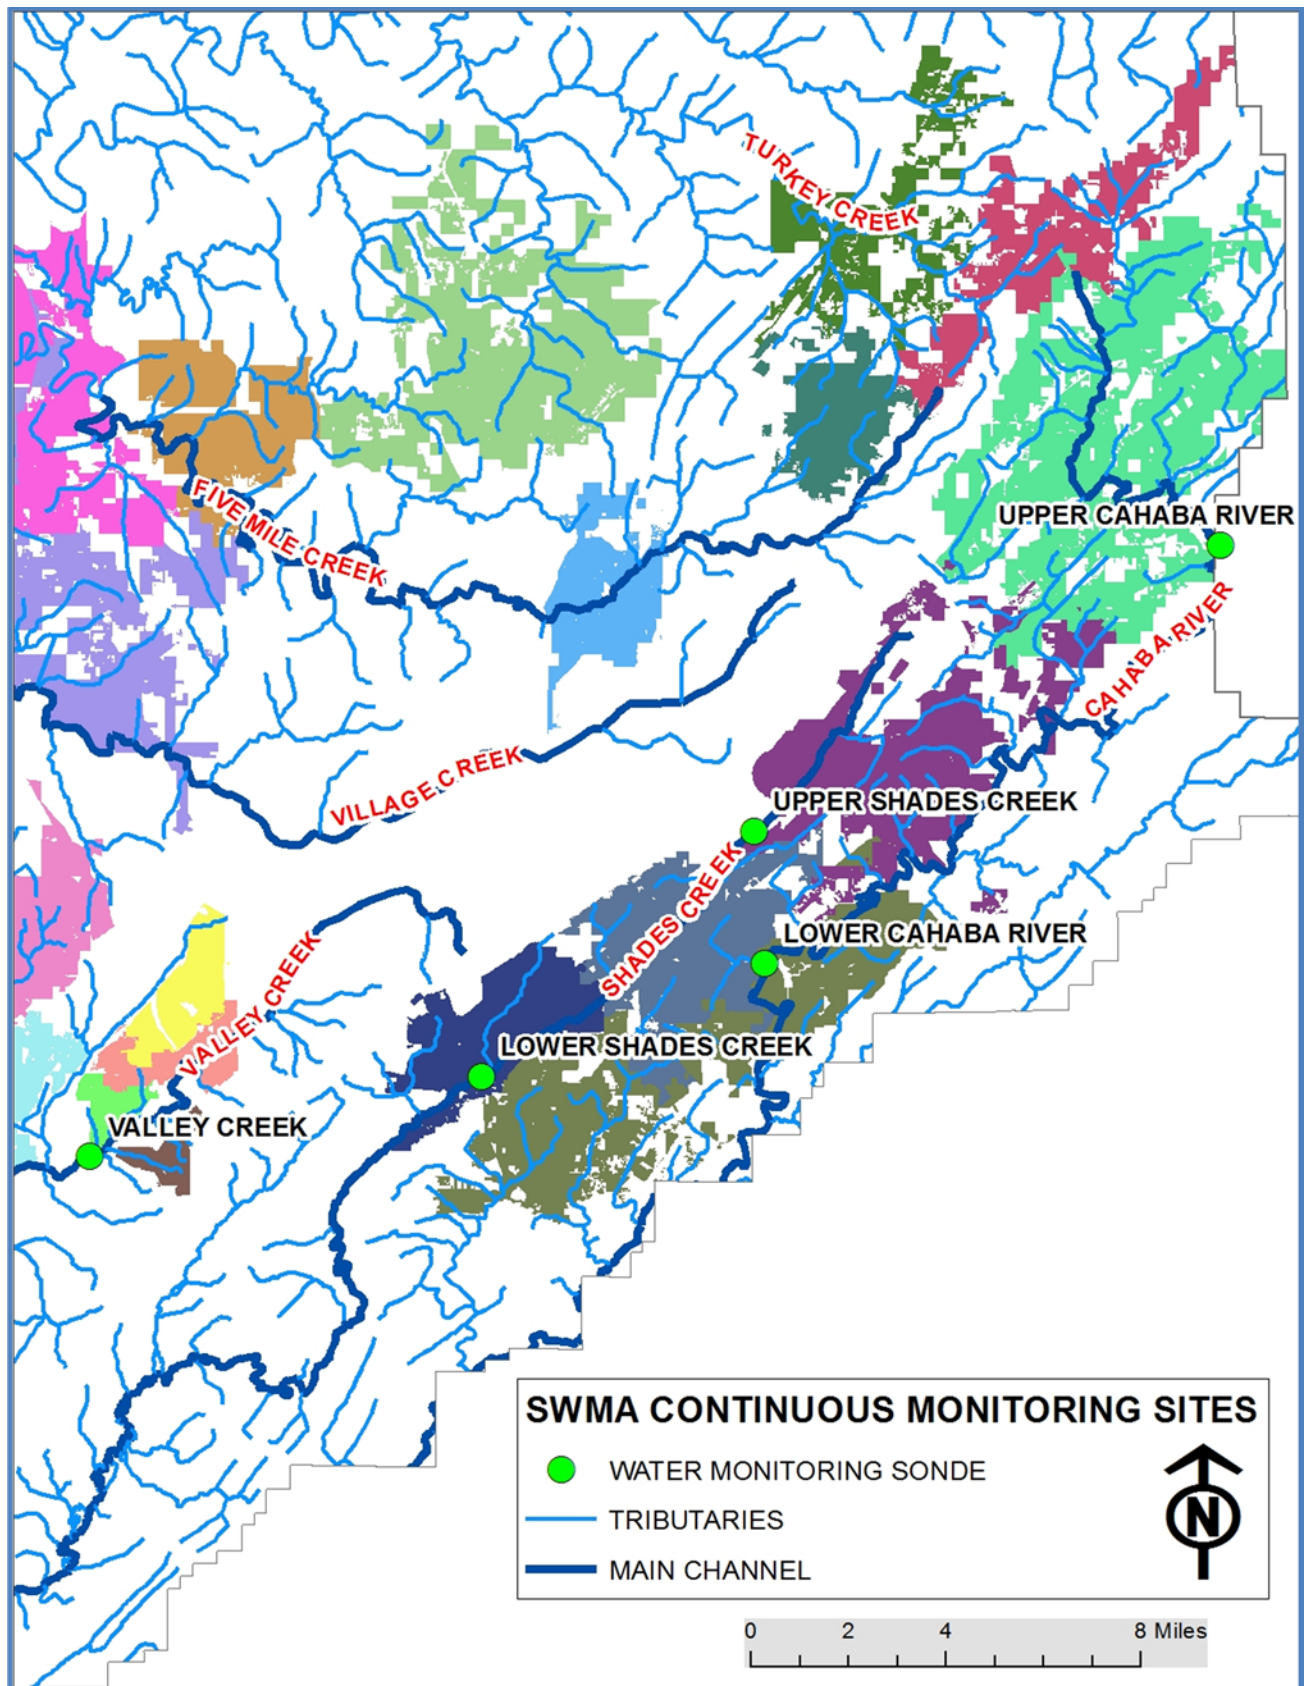 TURKEY CREEK
UPPER CAHABA RIVER
FIVE MILE CREEK
CAHABA RIVER
VILLAGE CREEK
UPPER SHADES CREEK
SHADES CREEK
LOWER CAHABA RIVER
VALLEY CREEK
LOWER SHADES CREEK
VALLEY CREEK
SWMA CONTINUOUS MONITORING SITES
WATER MONITORING SONDE
TRIBUTARIES
MAIN CHANNEL
N
0 2 4 8 Miles